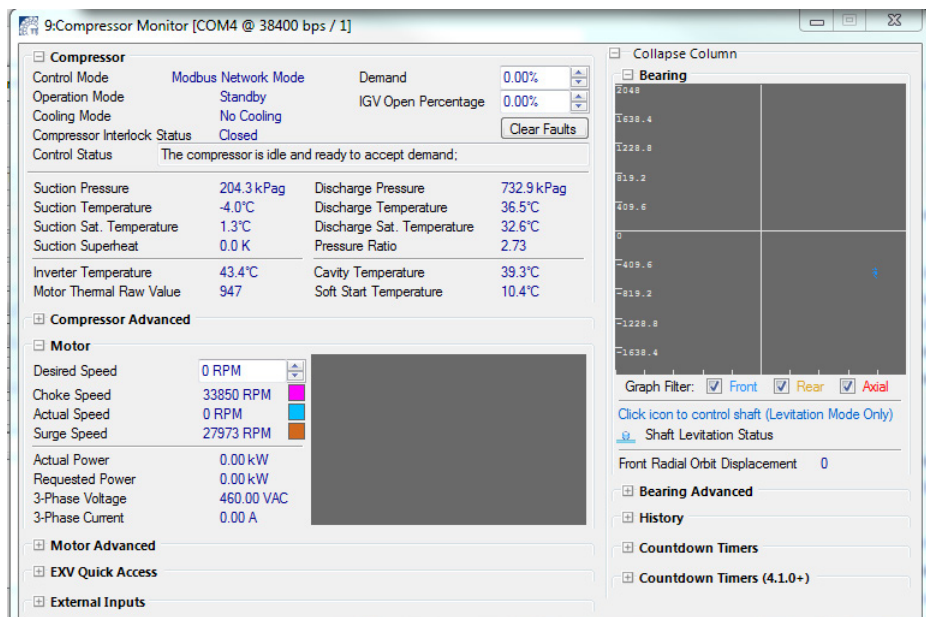 9:Compressor Monitor [COM4 @ 38400 bps / 1]
Compressor
Control Mode Modbus Network Mode Demand 0.00%
Operation Mode Standby IGV Open Percentage 0.00%
Cooling Mode No Cooling
Compressor Interlock Status Closed Clear Faults
Control Status The compressor is idle and ready to accept demand;
Suction Pressure 204.3 kPag Discharge Pressure 732.9 kPag
Suction Temperature -4.0°C Discharge Temperature 36.5°C
Suction Sat. Temperature 1.3°C Discharge Sat. Temperature 32.6°C
Suction Superheat 0.0 K Pressure Ratio 2.73
Inverter Temperature 43.4°C Cavity Temperature 39.3°C
Motor Thermal Raw Value 947 Soft Start Temperature 10.4°C
Compressor Advanced
Motor
Desired Speed 0 RPM
Choke Speed 33850 RPM
Actual Speed 0 RPM
Surge Speed 27973 RPM
Actual Power 0.00 kW
Requested Power 0.00 kW
3-Phase Voltage 460.00 VAC
3-Phase Current 0.00 A
Motor Advanced
EXV Quick Access
External Inputs
Collapse Column
Bearing
2048
1638.4
1228.8
819.2
409.6
0
-409.6
-819.2
-1228.8
-1638.4
Graph Filter: Front Rear Axial
Click icon to control shaft (Levitation Mode Only)
Shaft Levitation Status
Front Radial Orbit Displacement 0
Bearing Advanced
History
Countdown Timers
Countdown Timers (4.1.0+)